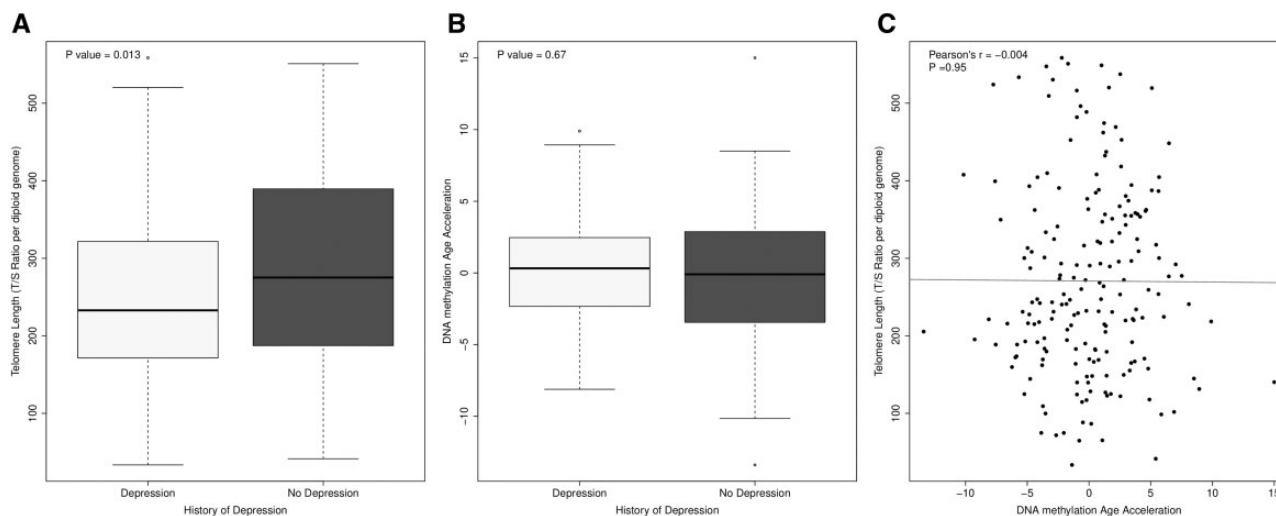 A
P value = 0.013
Telomere Length (T/S Ratio per diploid genome)
500
400
300
200
100
Depression
No Depression
History of Depression
B
P value = 0.67
DNA methylation Age Acceleration
15
10
5
0
−5
−10
Depression
No Depression
History of Depression
C
Pearson's r = −0.004
P =0.95
Telomere Length (T/S Ratio per diploid genome)
500
400
300
200
100
−10
−5
0
5
10
15
DNA methylation Age Acceleration